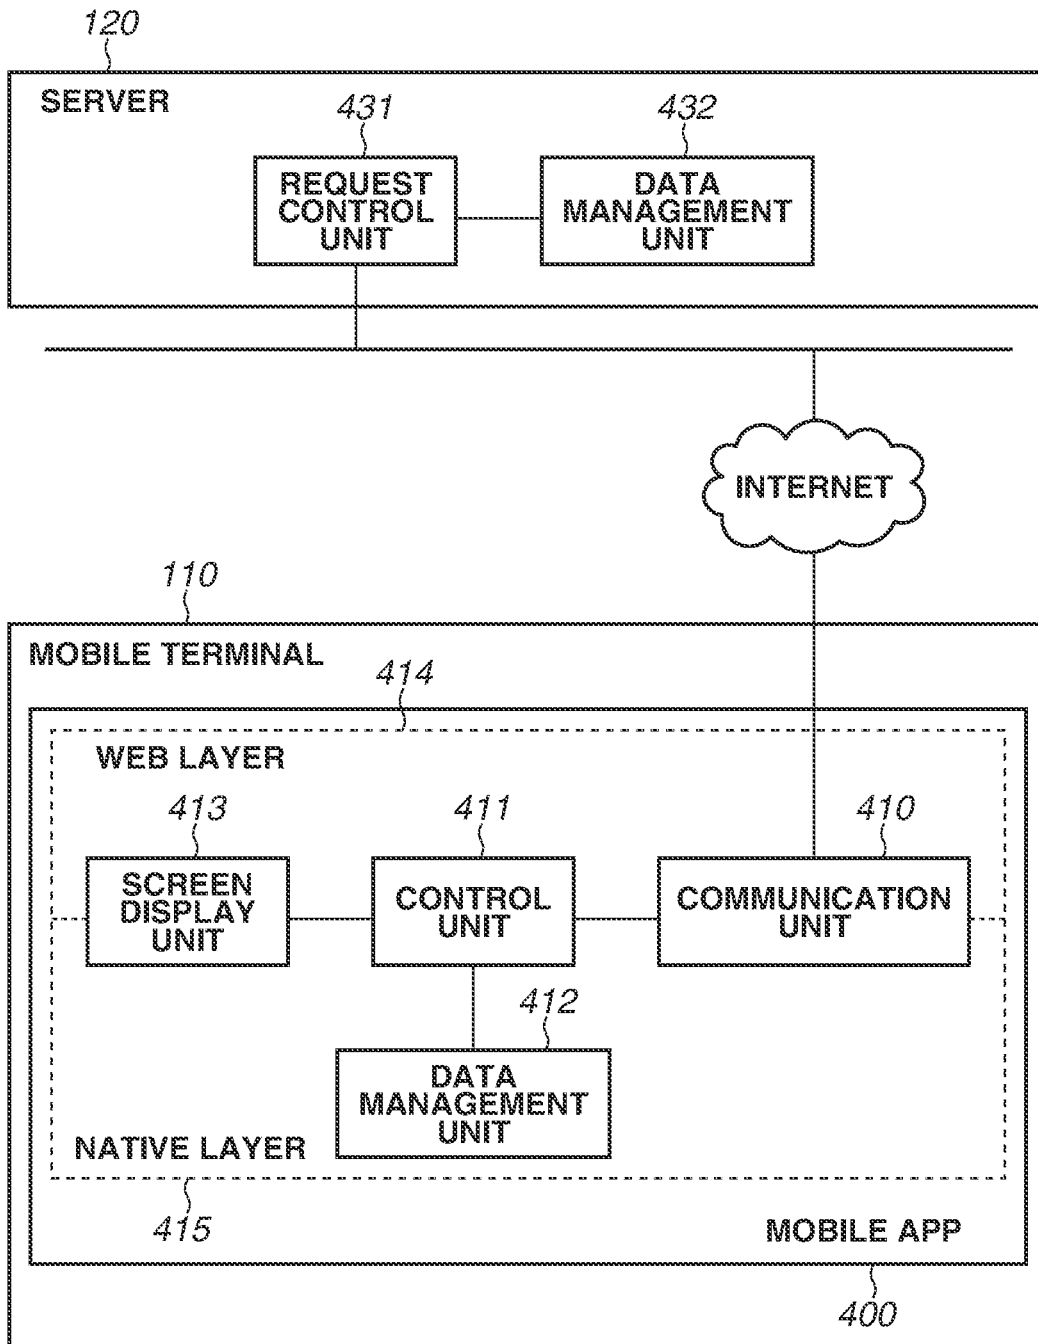 120
SERVER
431
432
REQUEST
CONTROL
UNIT
DATA
MANAGEMENT
UNIT
INTERNET
110
MOBILE TERMINAL
414
WEB LAYER
413
411
410
SCREEN
DISPLAY
UNIT
CONTROL
UNIT
COMMUNICATION
UNIT
412
DATA
MANAGEMENT
UNIT
NATIVE LAYER
415
MOBILE APP
400